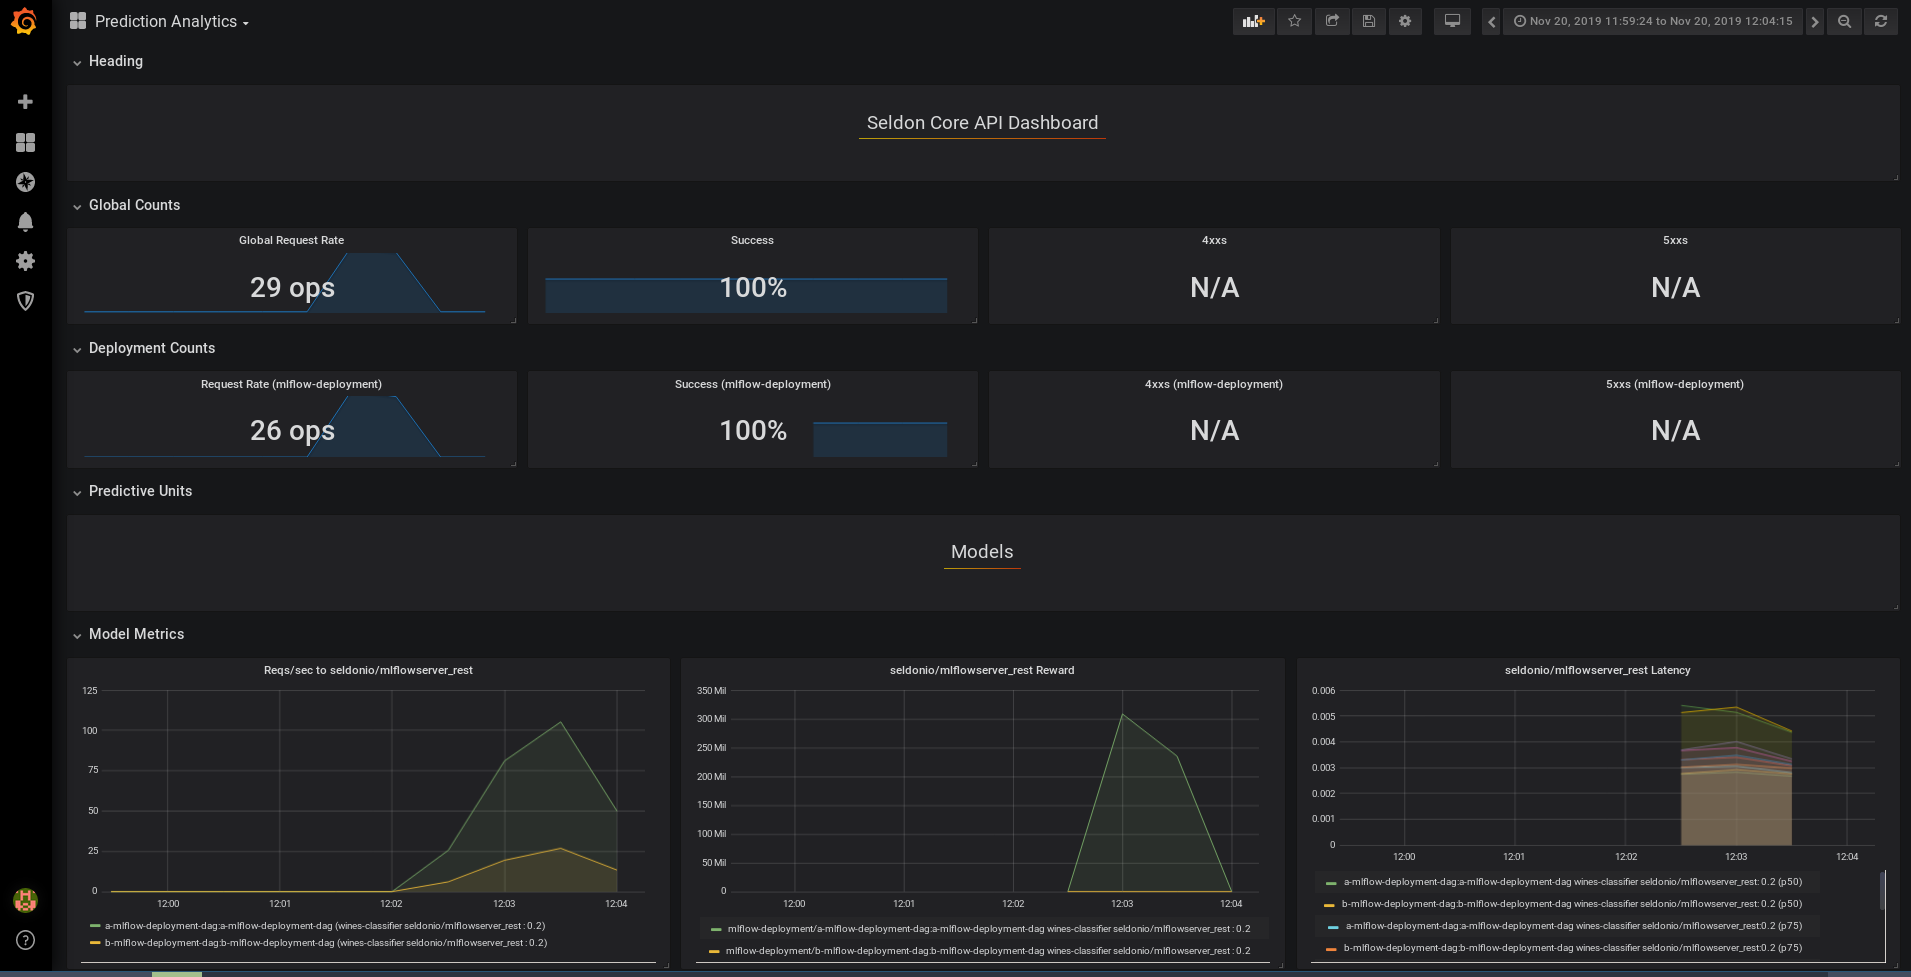 Prediction Analytics
Nov 20, 2019 11:59:24 to Nov 20, 2019 12:04:15
Heading
Seldon Core API Dashboard
Global Counts
Global Request Rate
29 ops
Success
100%
4xxs
N/A
5xxs
N/A
Deployment Counts
Request Rate (mlflow-deployment)
26 ops
Success (mlflow-deployment)
100%
4xxs (mlflow-deployment)
N/A
5xxs (mlflow-deployment)
N/A
Predictive Units
Models
Model Metrics
Reqs/sec to seldonio/mlflowserver_rest
125
100
75
50
25
0
12:00 12:01 12:02 12:03 12:04
a-mlflow-deployment-dag:a-mlflow-deployment-dag (wines-classifier seldonio/mlflowserver_rest : 0.2)
b-mlflow-deployment-dag:b-mlflow-deployment-dag (wines-classifier seldonio/mlflowserver_rest : 0.2)
seldonio/mlflowserver_rest Reward
350 Mil
300 Mil
250 Mil
200 Mil
150 Mil
100 Mil
50 Mil
0
12:00 12:01 12:02 12:03 12:04
mlflow-deployment/a-mlflow-deployment-dag:a-mlflow-deployment-dag wines-classifier seldonio/mlflowserver_rest : 0.2
mlflow-deployment/b-mlflow-deployment-dag:b-mlflow-deployment-dag wines-classifier seldonio/mlflowserver_rest : 0.2
seldonio/mlflowserver_rest Latency
0.006
0.005
0.004
0.003
0.002
0.001
0
12:00 12:01 12:02 12:03 12:04
a-mlflow-deployment-dag:a-mlflow-deployment-dag wines-classifier seldonio/mlflowserver_rest: 0.2 (p50)
b-mlflow-deployment-dag:b-mlflow-deployment-dag wines-classifier seldonio/mlflowserver_rest: 0.2 (p50)
a-mlflow-deployment-dag:a-mlflow-deployment-dag wines-classifier seldonio/mlflowserver_rest:0.2 (p75)
b-mlflow-deployment-dag:b-mlflow-deployment-dag wines-classifier seldonio/mlflowserver_rest:0.2 (p75)